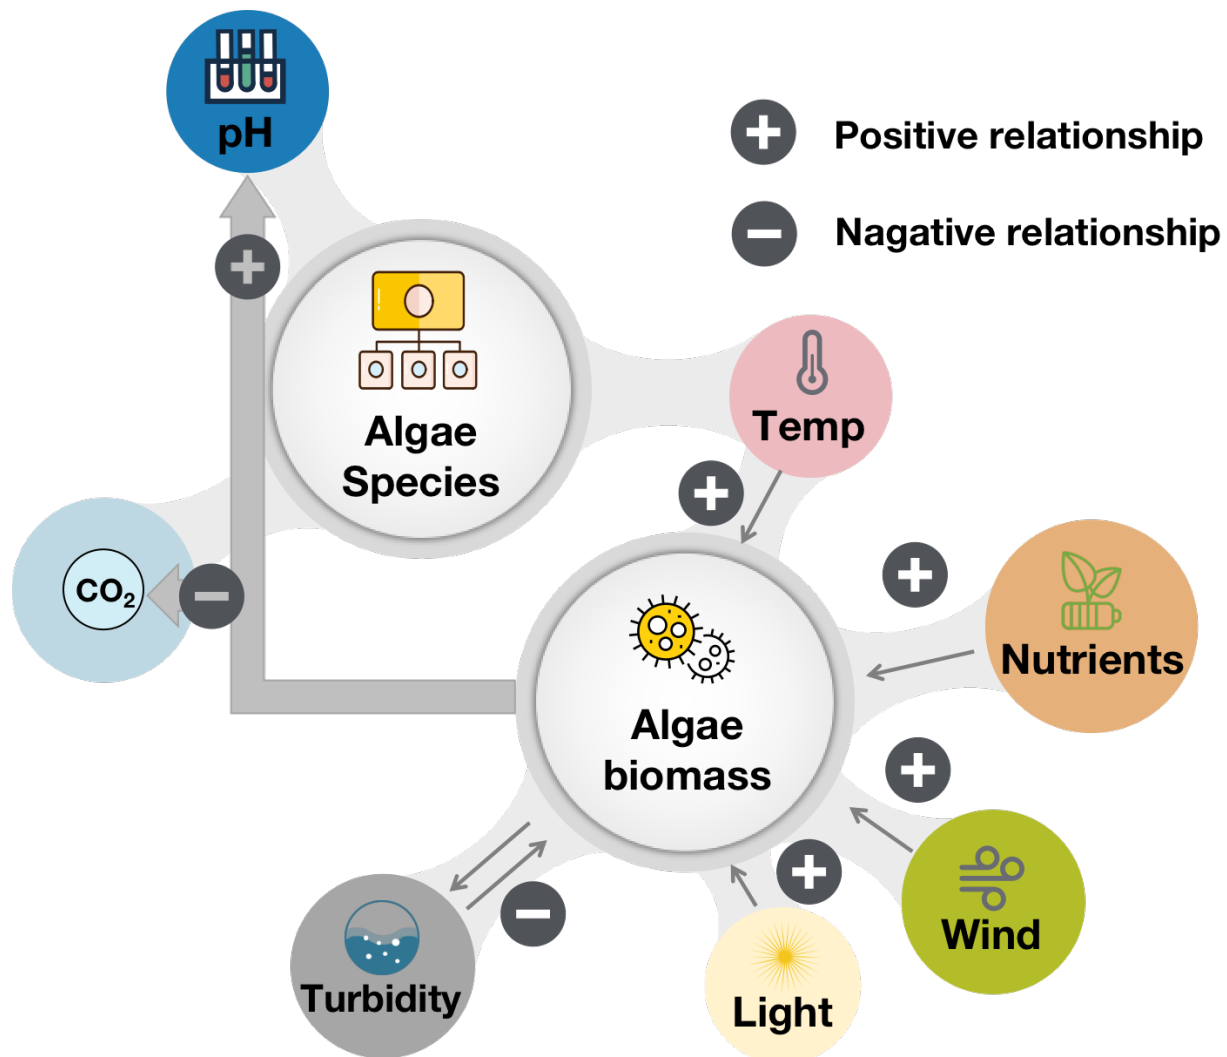 pH
Positive relationship
Nagative relationship
Algae
Species
Temp
CO₂
Nutrients
Algae
biomass
Wind
Turbidity
Light